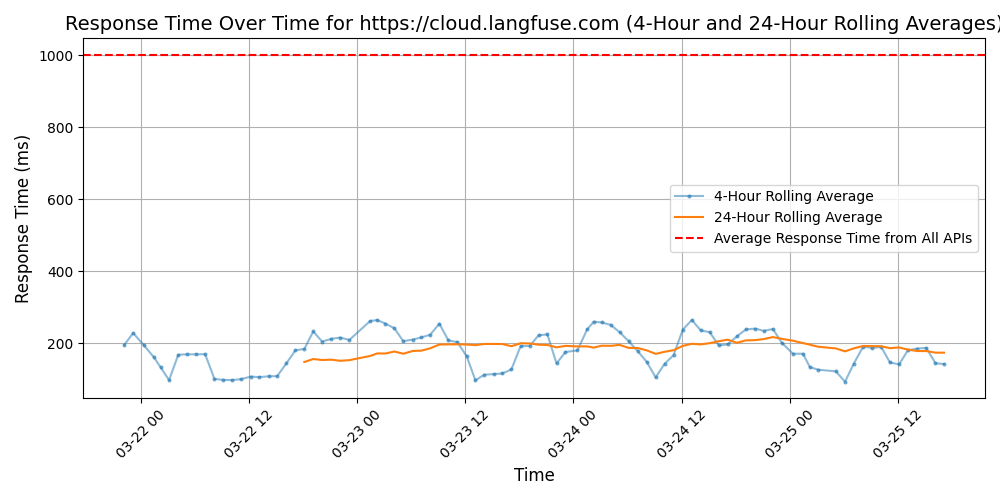 Response Time Over Time for https://cloud.langfuse.com (4-Hour and 24-Hour Rolling Averages)
Response Time (ms)
1000
800
600
400
200
4-Hour Rolling Average
24-Hour Rolling Average
Average Response Time from All APIs
03-22 00
03-22 12
03-23 00
03-23 12
03-24 00
03-24 12
03-25 00
03-25 12
Time